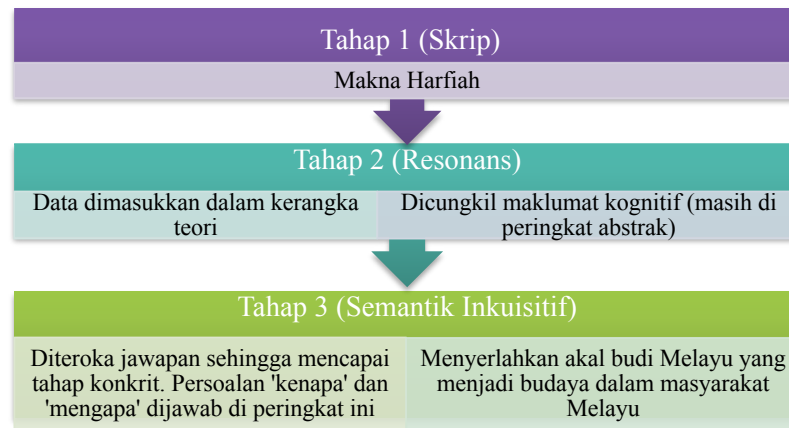 Tahap 1 (Skrip)
Makna Harfiah
Tahap 2 (Resonans)
Data dimasukkan dalam kerangka
teori
Dicungkil maklumat kognitif (masih di
peringkat abstrak)
Tahap 3 (Semantik Inkuisitif)
Diteroka jawapan sehingga mencapai
tahap konkrit. Persoalan 'kenapa' dan
'mengapa' dijawab di peringkat ini
Menyerlahkan akal budi Melayu yang
menjadi budaya dalam masyarakat
Melayu